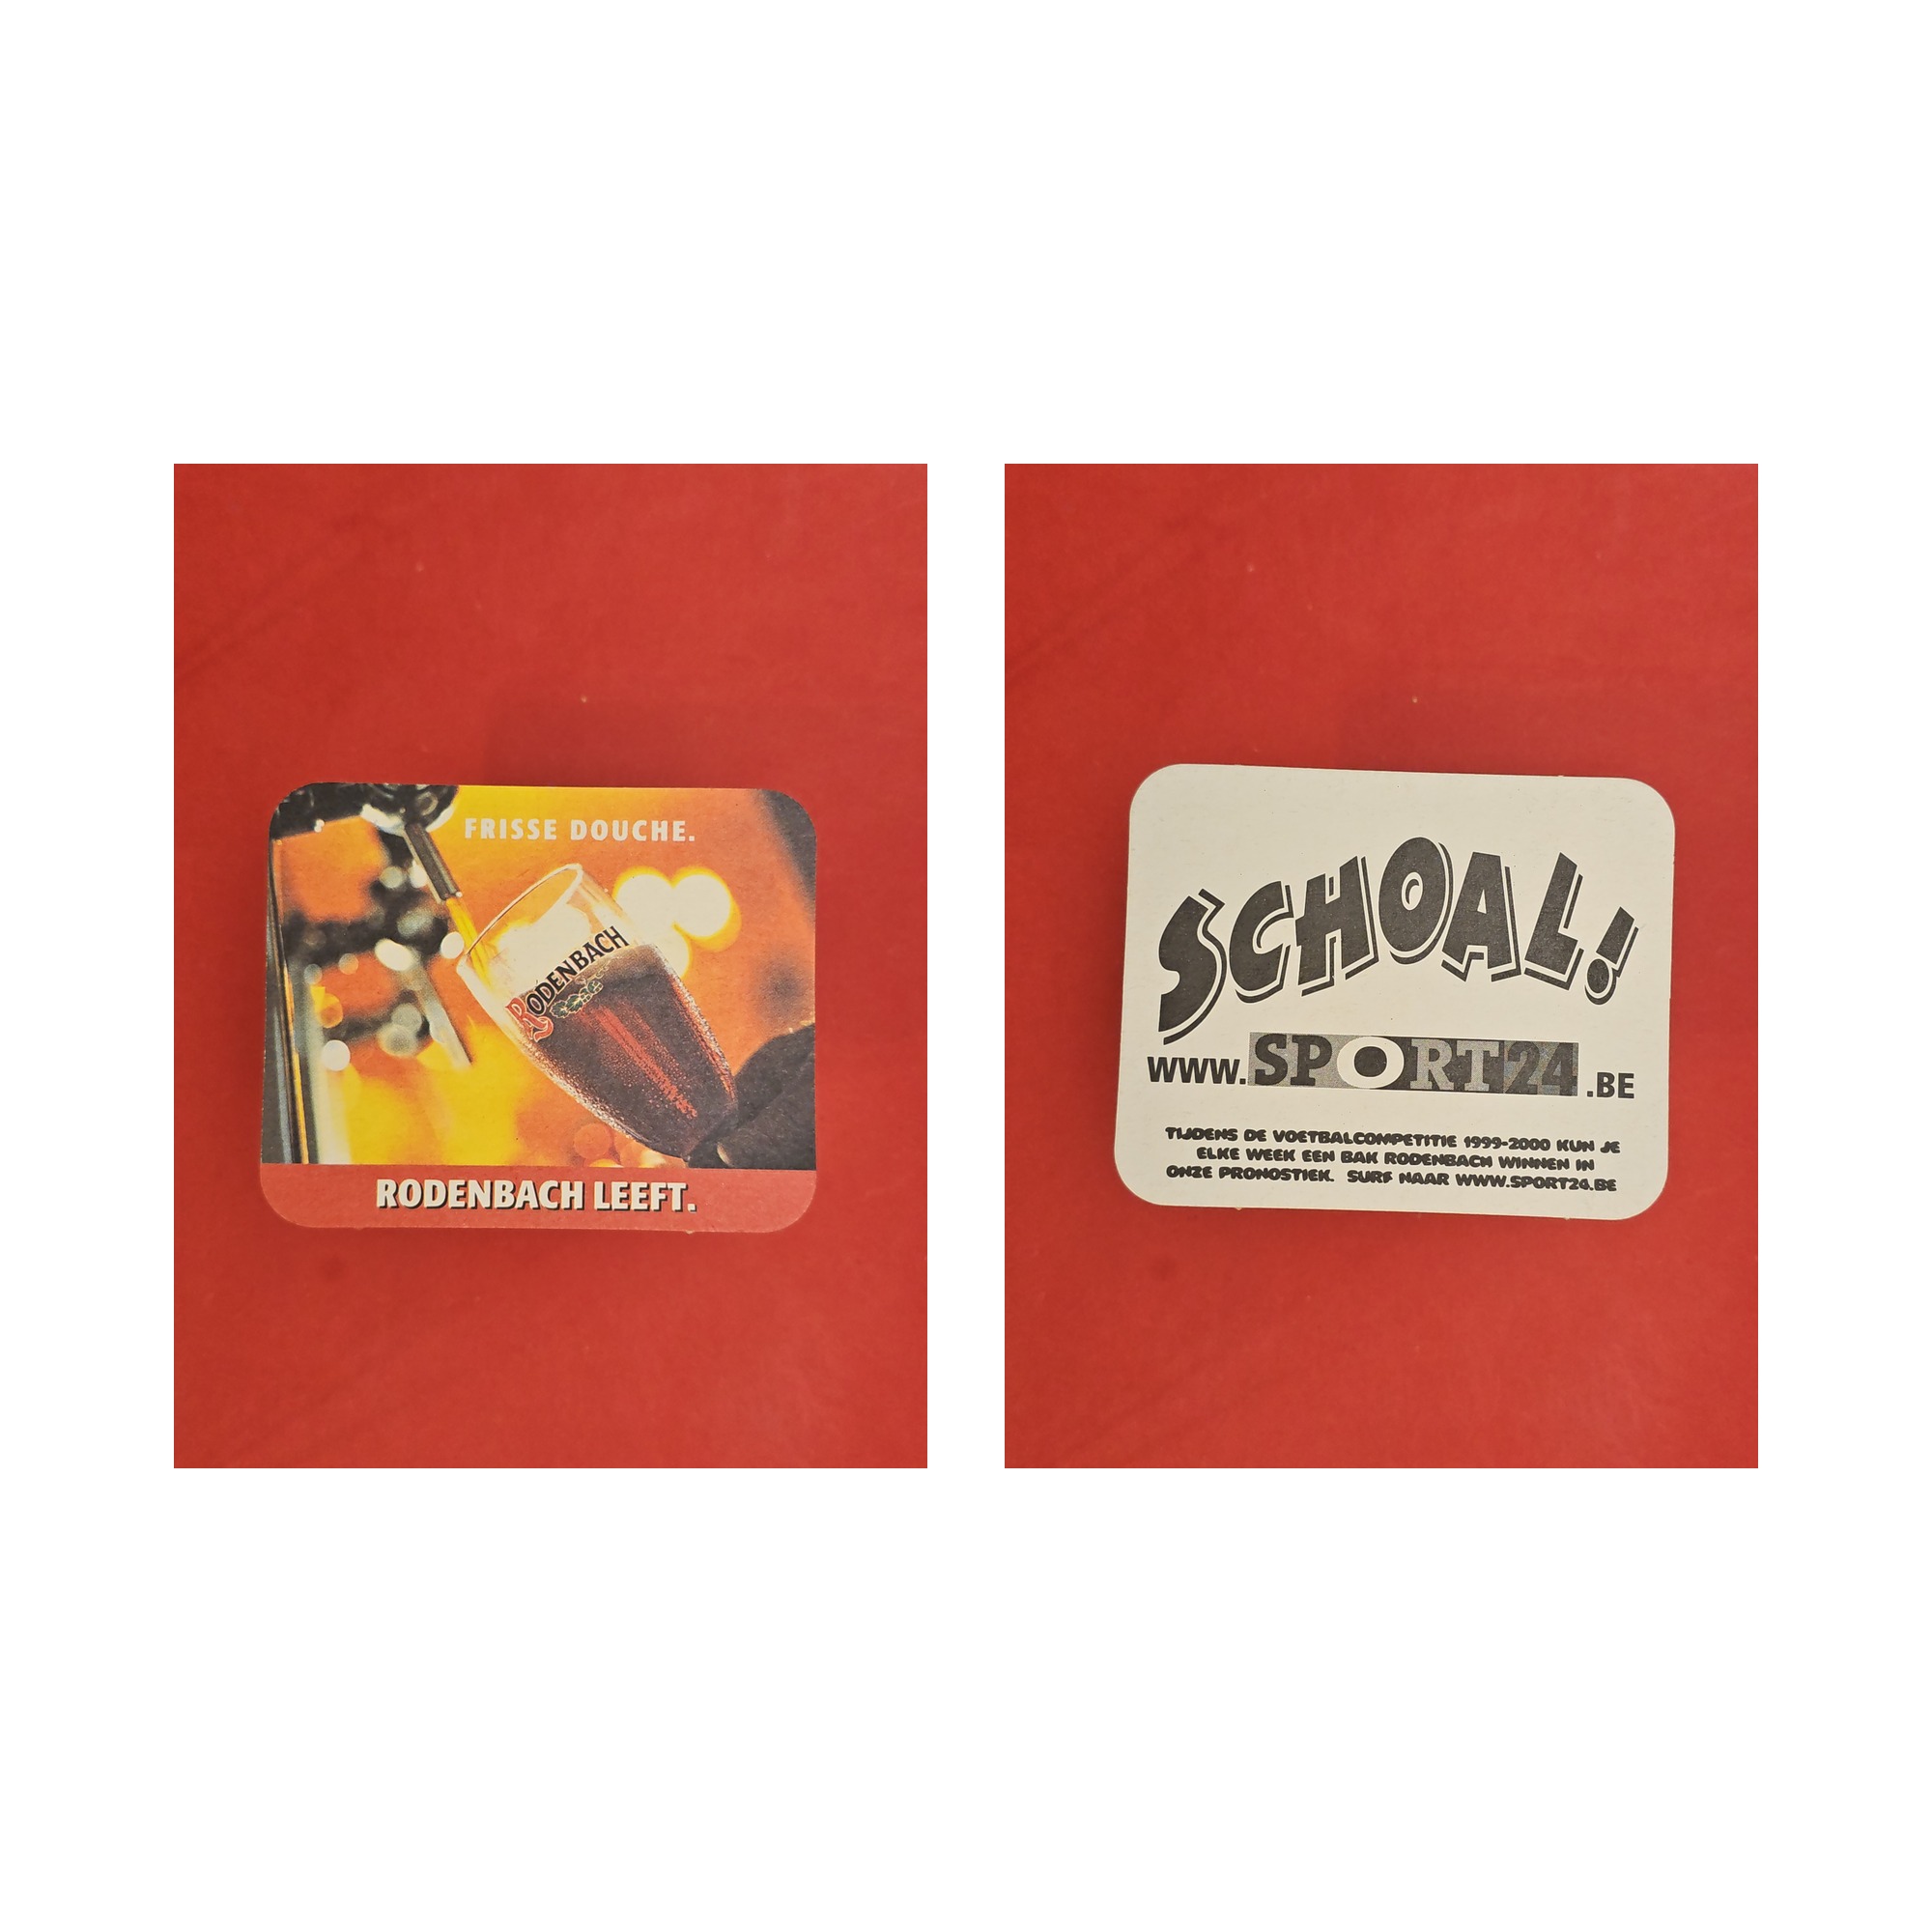 FRISSE DOUCHE.
RODENBACH
RODENBACH LEEFT.
SCHOAL!
WWW.SPORT24.BE
TIJDENS DE VOETBALCOMPETITIE 1999-2000 KUN JE
ELKE WEEK EEN BAK RODENBACH WINNEN IN
ONZE PRONOSTIEK. SURF NAAR WWW.SPORT24.BE